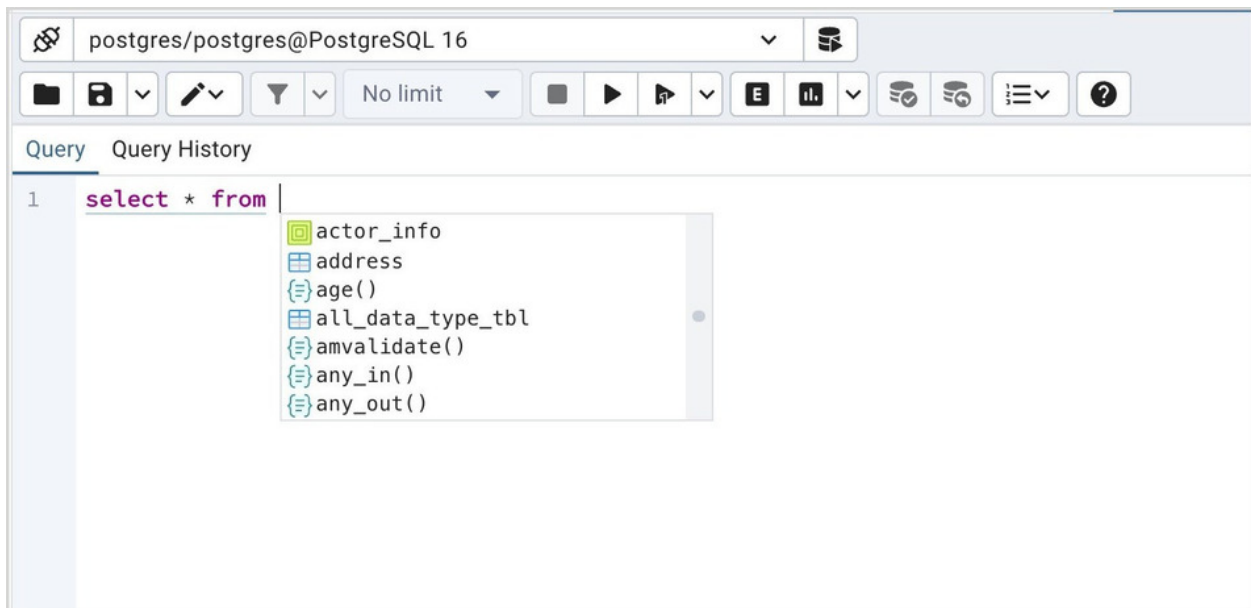 postgres/postgres@PostgreSQL 16
No limit E
Query Query History
1 select * from
actor_info
address
age()
all_data_type_tbl
amvalidate()
any_in()
any_out()